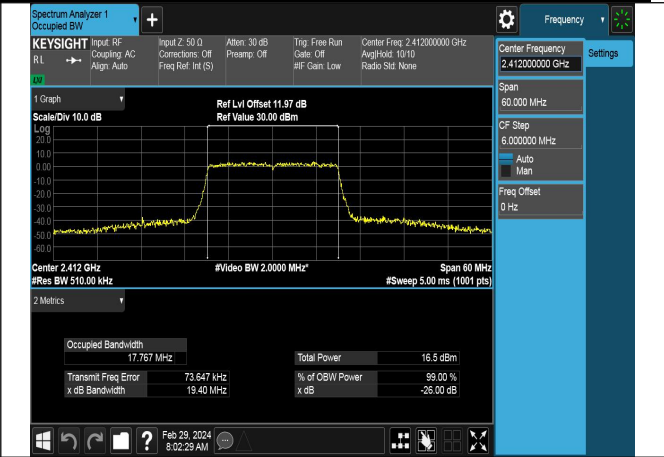 Spectrum Analyzer 1
Occupied BW
+
Frequency
KEYSIGHT
RL
Input: RF
Coupling: AC
Align: Auto
Input Z: 50 Ω
Corrections: Off
Freq Ref: Int (S)
Atten: 30 dB
Preamp: Off
Trig: Free Run
Gate: Off
#IF Gain: Low
Center Freq: 2.412000000 GHz
Avg|Hold: 10/10
Radio Std: None
Center Frequency
2.412000000 GHz
Settings
Span
60.000 MHz
CF Step
6.000000 MHz
Auto
Man
Freq Offset
0 Hz
1 Graph
Scale/Div 10.0 dB
Ref Lvl Offset 11.97 dB
Ref Value 30.00 dBm
Log
20.0
10.0
0.00
-10.0
-20.0
-30.0
-40.0
-50.0
-60.0
Center 2.412 GHz
#Video BW 2.0000 MHz*
Span 60 MHz
#Res BW 510.00 kHz
#Sweep 5.00 ms (1001 pts)
2 Metrics
Occupied Bandwidth
17.767 MHz
Total Power 16.5 dBm
Transmit Freq Error 73.647 kHz
% of OBW Power 99.00 %
x dB Bandwidth 19.40 MHz
x dB -26.00 dB
?
Feb 29, 2024
8:02:29 AM